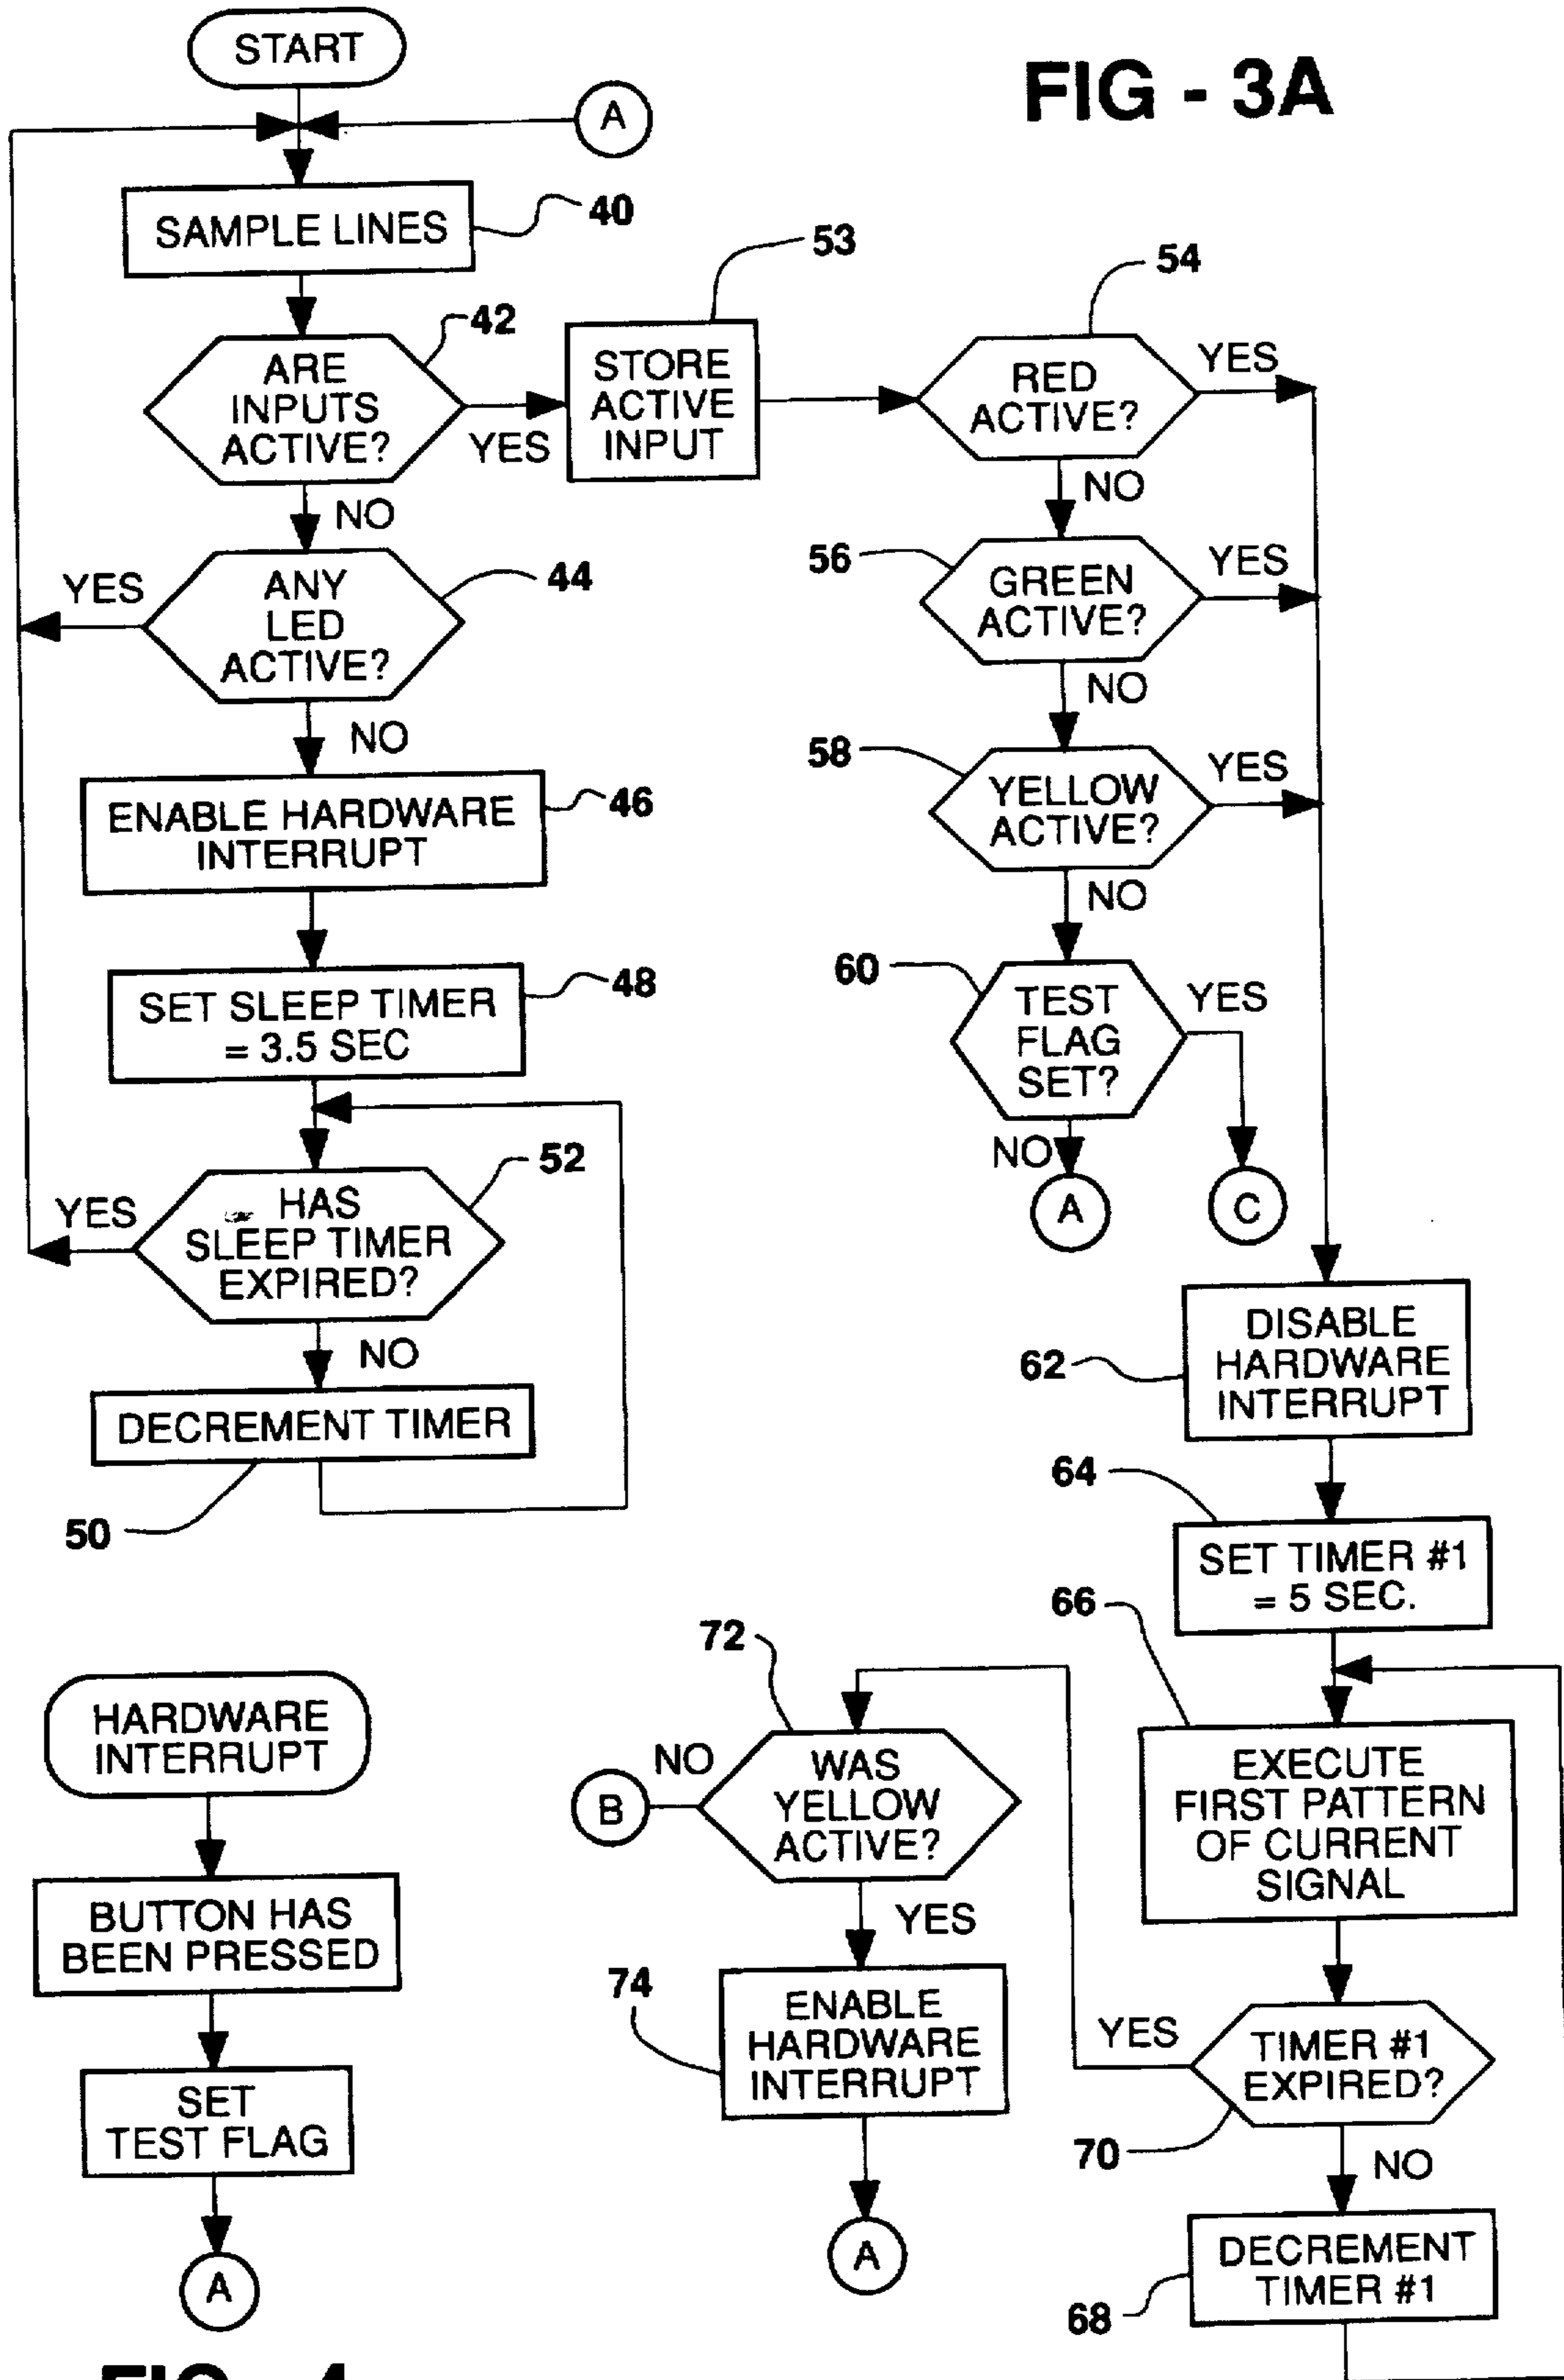 START
FIG - 3A
A
SAMPLE LINES
40
53
54
42
ARE
INPUTS
ACTIVE?
YES
STORE
ACTIVE
INPUT
RED
ACTIVE?
YES
NO
NO
44
ANY
LED
ACTIVE?
YES
NO
56
GREEN
ACTIVE?
YES
NO
46
ENABLE HARDWARE
INTERRUPT
58
YELLOW
ACTIVE?
YES
NO
48
SET SLEEP TIMER
= 3.5 SEC
60
TEST
FLAG
SET?
YES
NO
A
C
52
HAS
SLEEP TIMER
EXPIRED?
YES
NO
DECREMENT TIMER
50
62
DISABLE
HARDWARE
INTERRUPT
64
SET TIMER #1
= 5 SEC.
66
EXECUTE
FIRST PATTERN
OF CURRENT
SIGNAL
72
WAS
YELLOW
ACTIVE?
NO
B
YES
74
ENABLE
HARDWARE
INTERRUPT
A
YES
TIMER #1
EXPIRED?
70
NO
DECREMENT
TIMER #1
68
HARDWARE
INTERRUPT
BUTTON HAS
BEEN PRESSED
SET
TEST FLAG
A